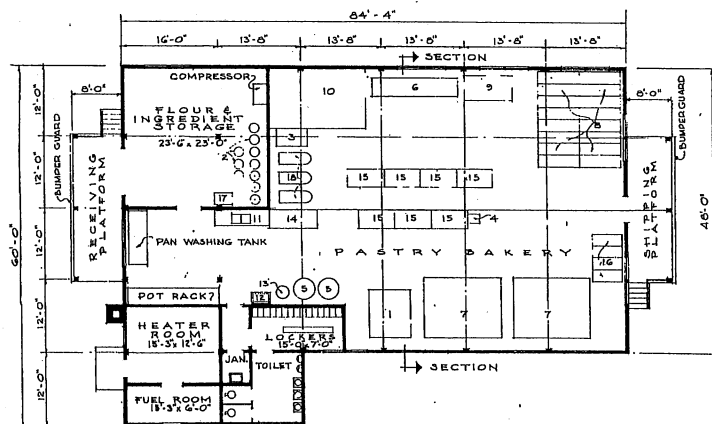 84'-4"
16'-0" 13'-8" 13'-8" 13'-8" 13'-8" 13'-8"
SECTION
COMPRESSOR
8'-0"
8'-0"
12'-0"
10
6
9
8
FLOUR &
INGREDIENT
STORAGE
23'-6 x 23'-0"
2
3
18
17
BUMPER GUARD
BUMPER GUARD
12'-0"
RECEIVING
PLATFORM
15 15 15 15
11
14
15 15 15
4
SHIPPING
PLATFORM
48'-0"
60'-0"
12'-0"
PAN WASHING TANK
PASTRY BAKERY
16
13
12
5 5
1
7
7
POT RACK?
12'-0"
HEATER
ROOM
LOCKERS
15'-0 x 7'-0"
JAN.
TOILET
SECTION
12'-0"
FUEL ROOM